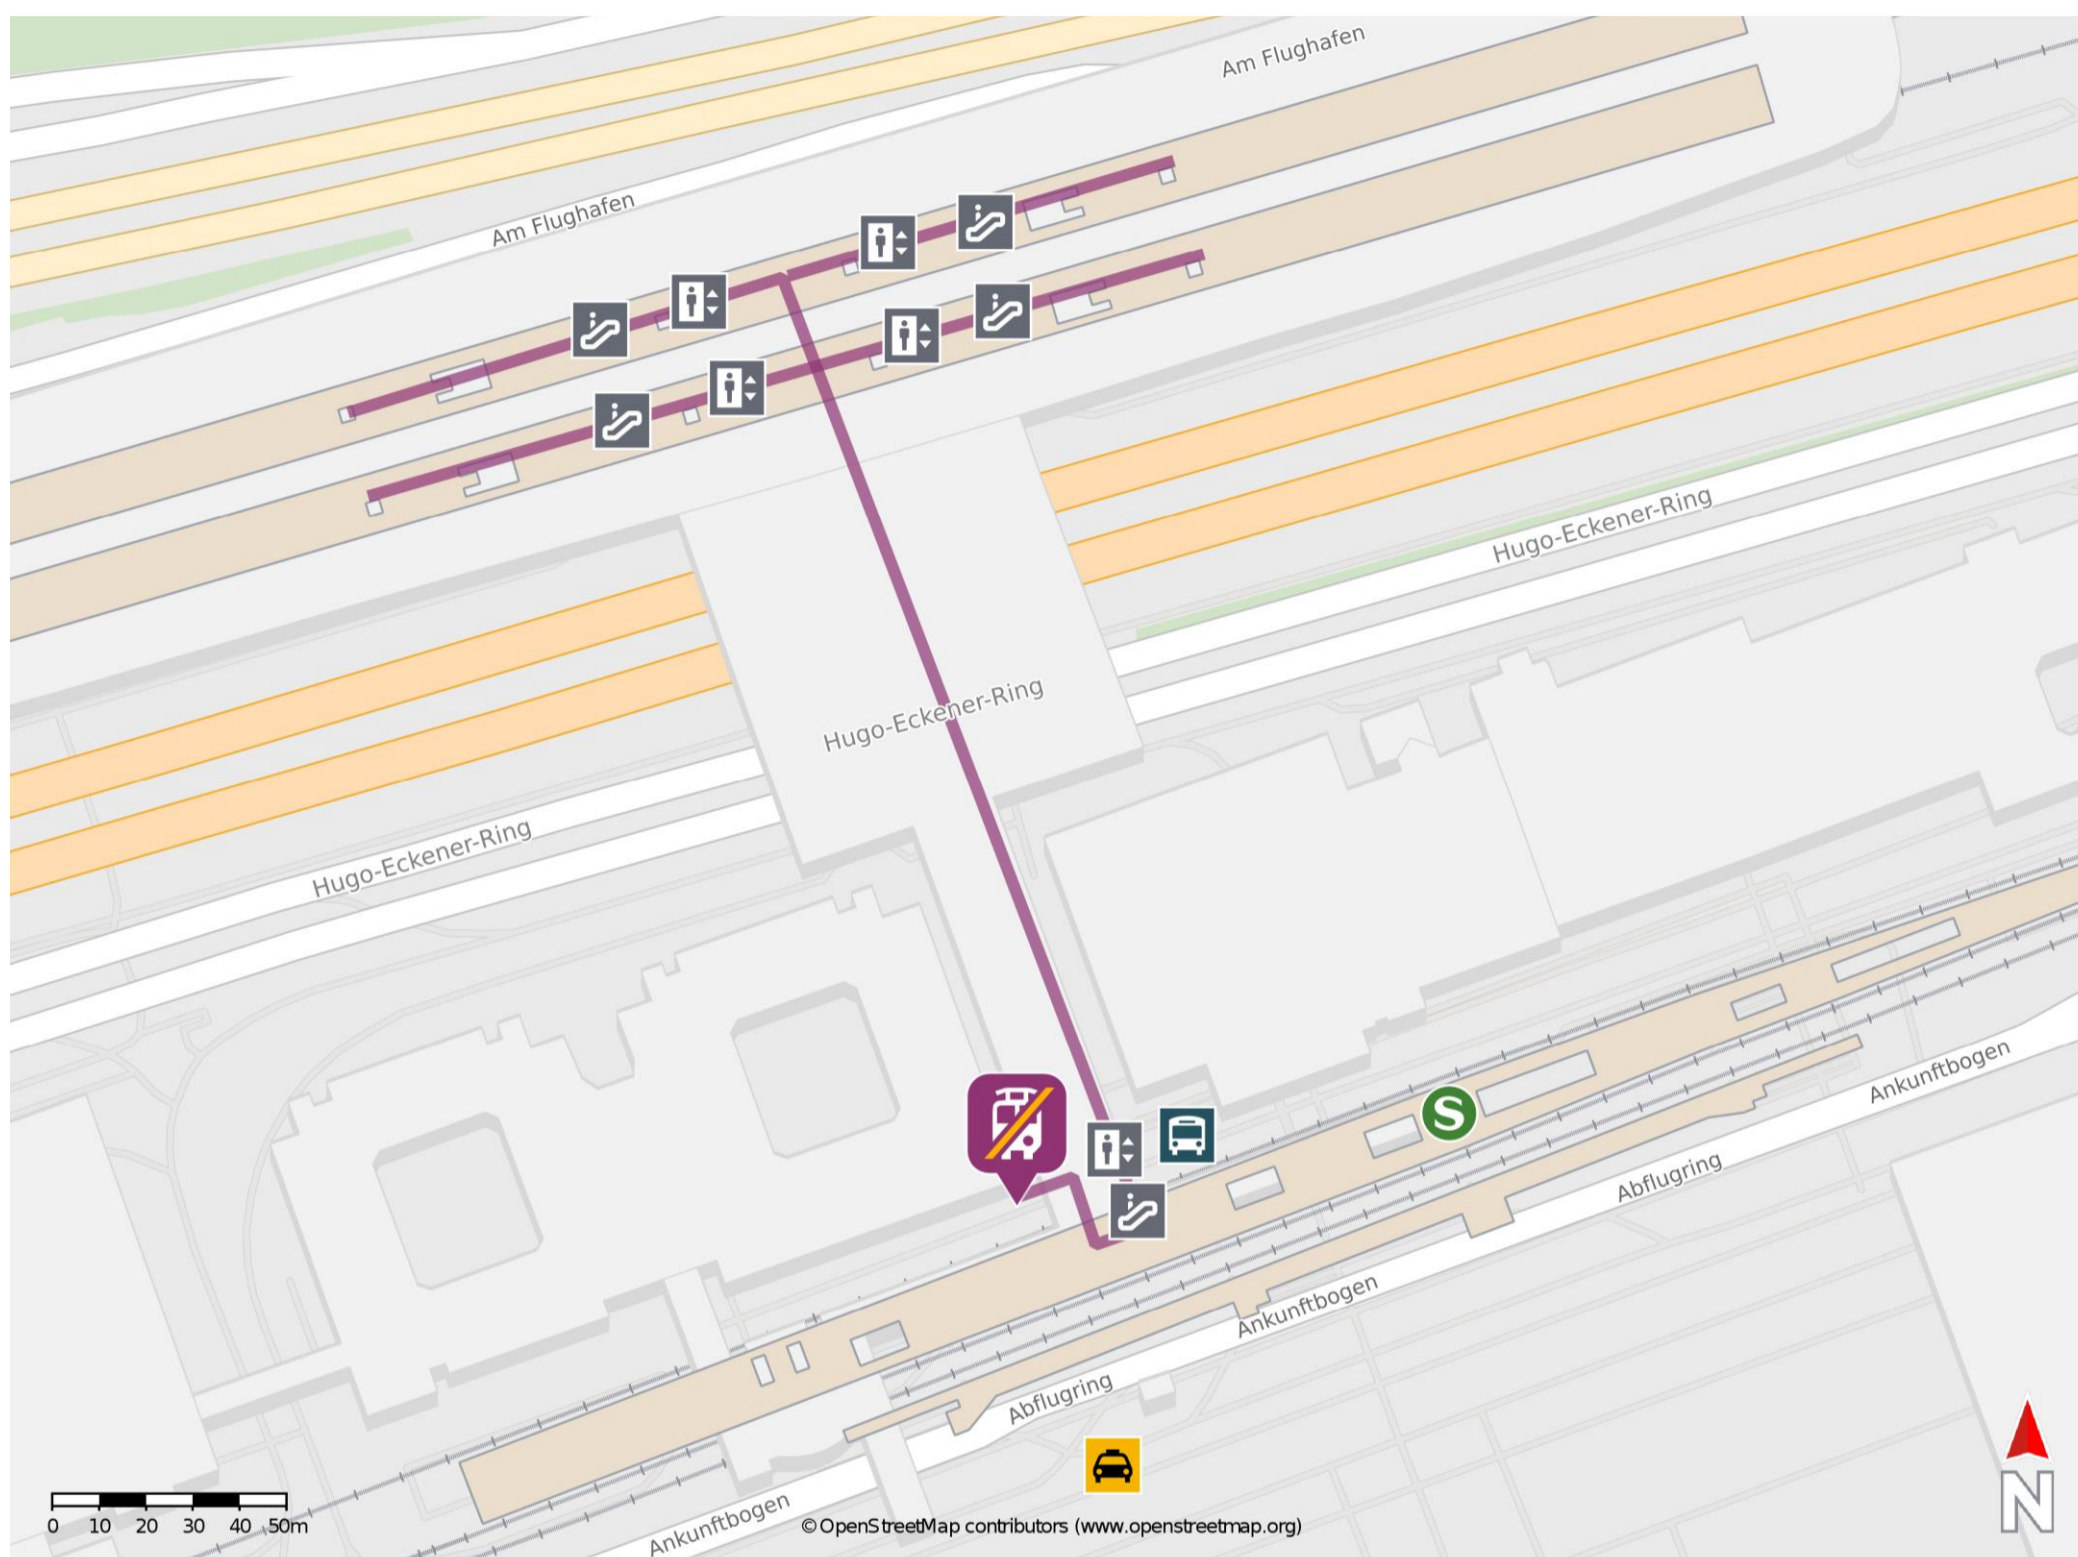 Am Flughafen
Am Flughafen
Hugo-Eckener-Ring
Hugo-Eckener-Ring
Hugo-Eckener-Ring
Ankunftbogen
S
Abflugring
Ankunftbogen
Abflugring
Ankunftbogen
N
0 10 20 30 40 50m
© OpenStreetMap contributors (www.openstreetmap.org)